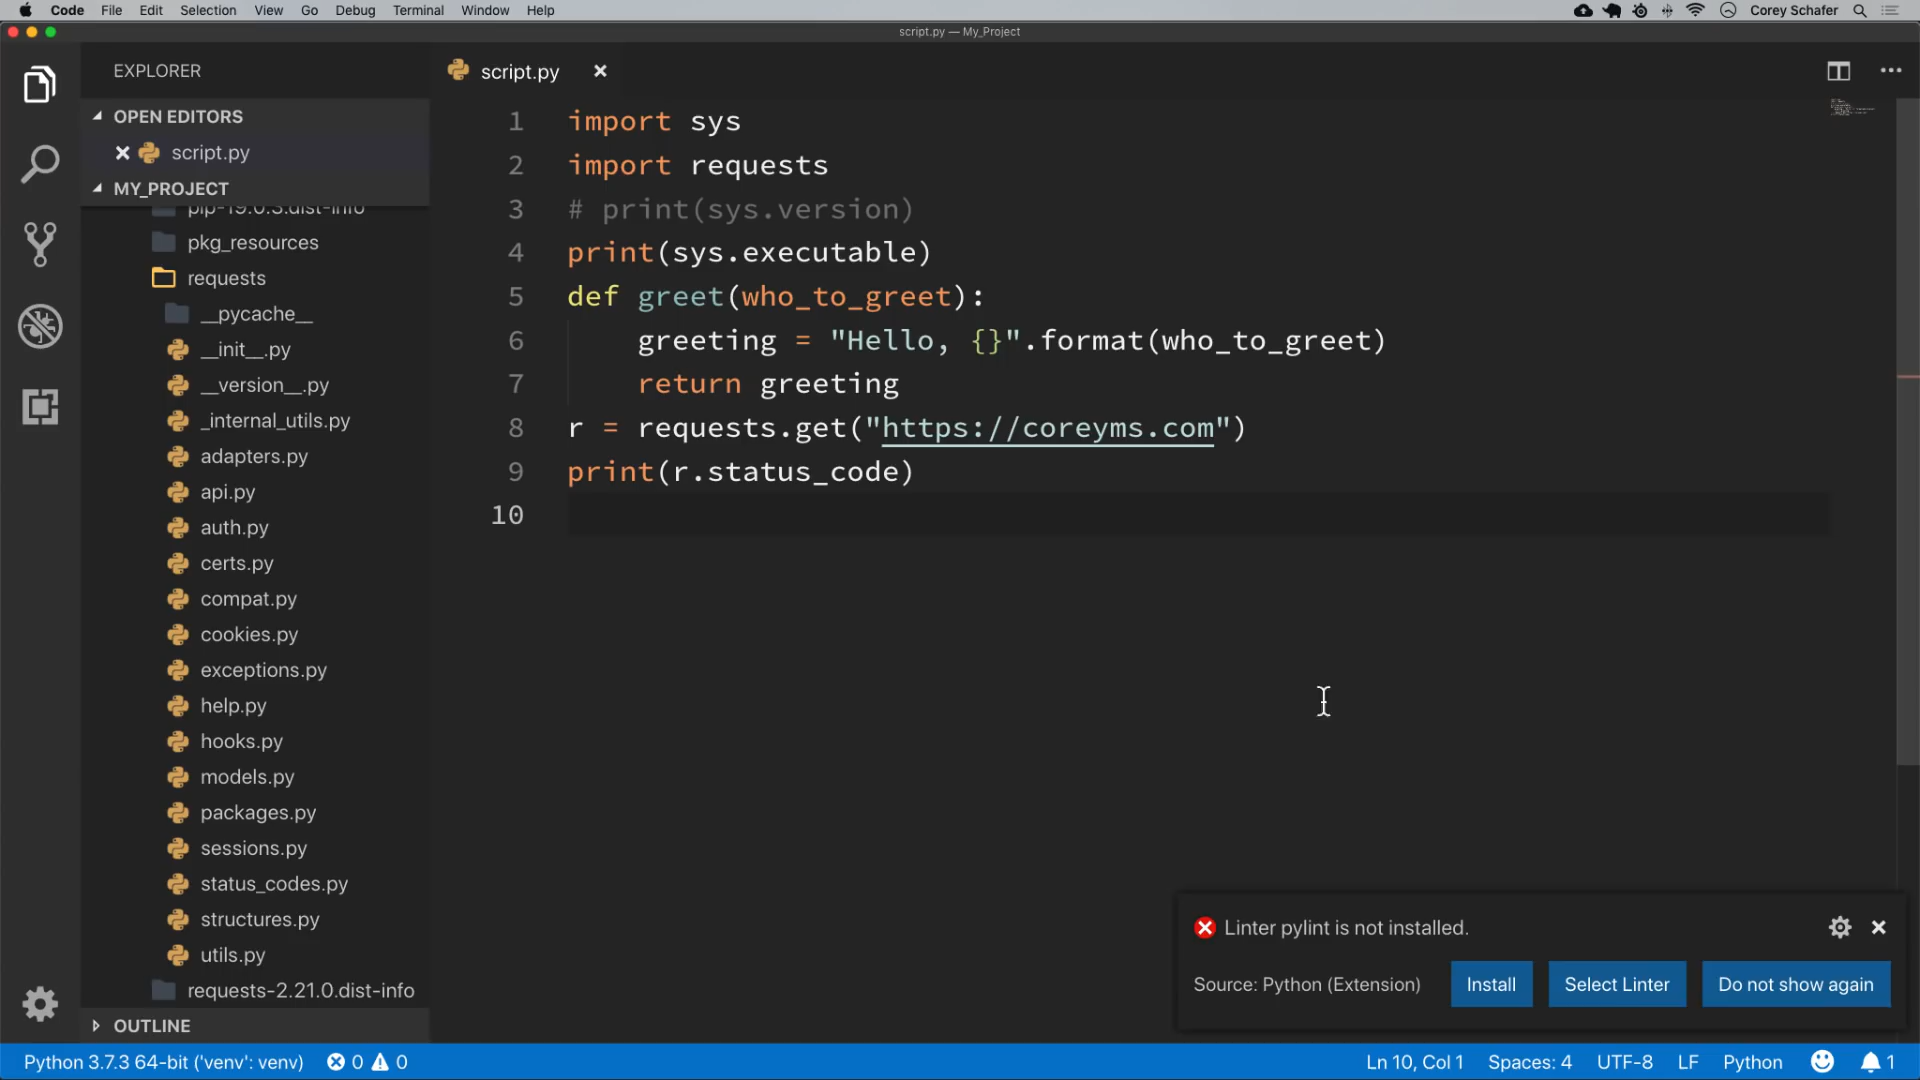 Code File Edit Selection View Go Debug Terminal Window Help Corey Schafer
script.py — My_Project
EXPLORER
OPEN EDITORS
script.py
MY_PROJECT
pip-19.0.3.dist-info
pkg_resources
requests
__pycache__
__init__.py
__version__.py
_internal_utils.py
adapters.py
api.py
auth.py
certs.py
compat.py
cookies.py
exceptions.py
help.py
hooks.py
models.py
packages.py
sessions.py
status_codes.py
structures.py
utils.py
requests-2.21.0.dist-info
OUTLINE
script.py
1 import sys
2 import requests
3 # print(sys.version)
4 print(sys.executable)
5 def greet(who_to_greet):
6 greeting = "Hello, {}".format(who_to_greet)
7 return greeting
8 r = requests.get("https://coreyms.com")
9 print(r.status_code)
10
Linter pylint is not installed.
Source: Python (Extension) Install Select Linter Do not show again
Python 3.7.3 64-bit ('venv': venv) 0 0 Ln 10, Col 1 Spaces: 4 UTF-8 LF Python 1